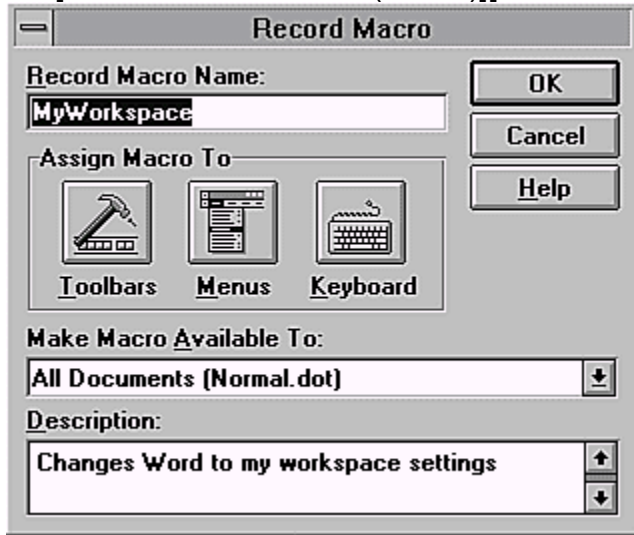 Record Macro
Record Macro Name:
OK
MyWorkspace
Cancel
Assign Macro To
Help
Toolbars Menus Keyboard
Make Macro Available To:
All Documents (Normal.dot)
Description:
Changes Word to my workspace settings